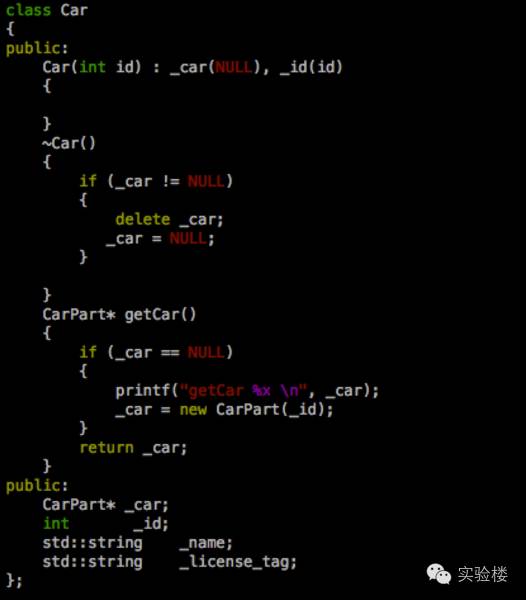 class Car
{
public:
    Car(int id) : _car(NULL), _id(id)
    {

    }
    ~Car()
    {
        if (_car != NULL)
        {
            delete _car;
           _car = NULL;
        }

    }
    CarPart* getCar()
    {
        if (_car == NULL)
        {
            printf("getCar %x \n", _car);
            _car = new CarPart(_id);
        }
        return _car;
    }
public:
    CarPart* _car;
    int       _id;
    std::string    _name;
    std::string    _license_tag;
};
实验楼